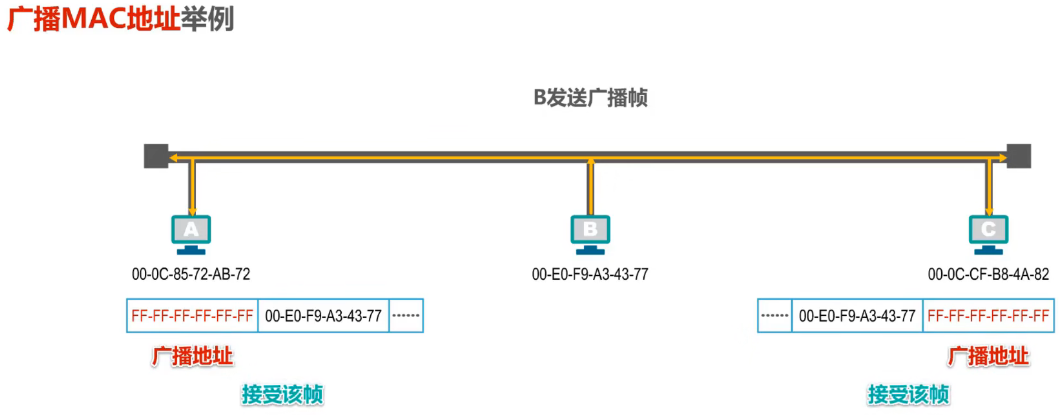 广播MAC地址举例
B发送广播帧
A
B
C
00-0C-85-72-AB-72
00-E0-F9-A3-43-77
00-0C-CF-B8-4A-82
FF-FF-FF-FF-FF-FF 00-E0-F9-A3-43-77 ······
······ 00-E0-F9-A3-43-77 FF-FF-FF-FF-FF-FF
广播地址
广播地址
接受该帧
接受该帧